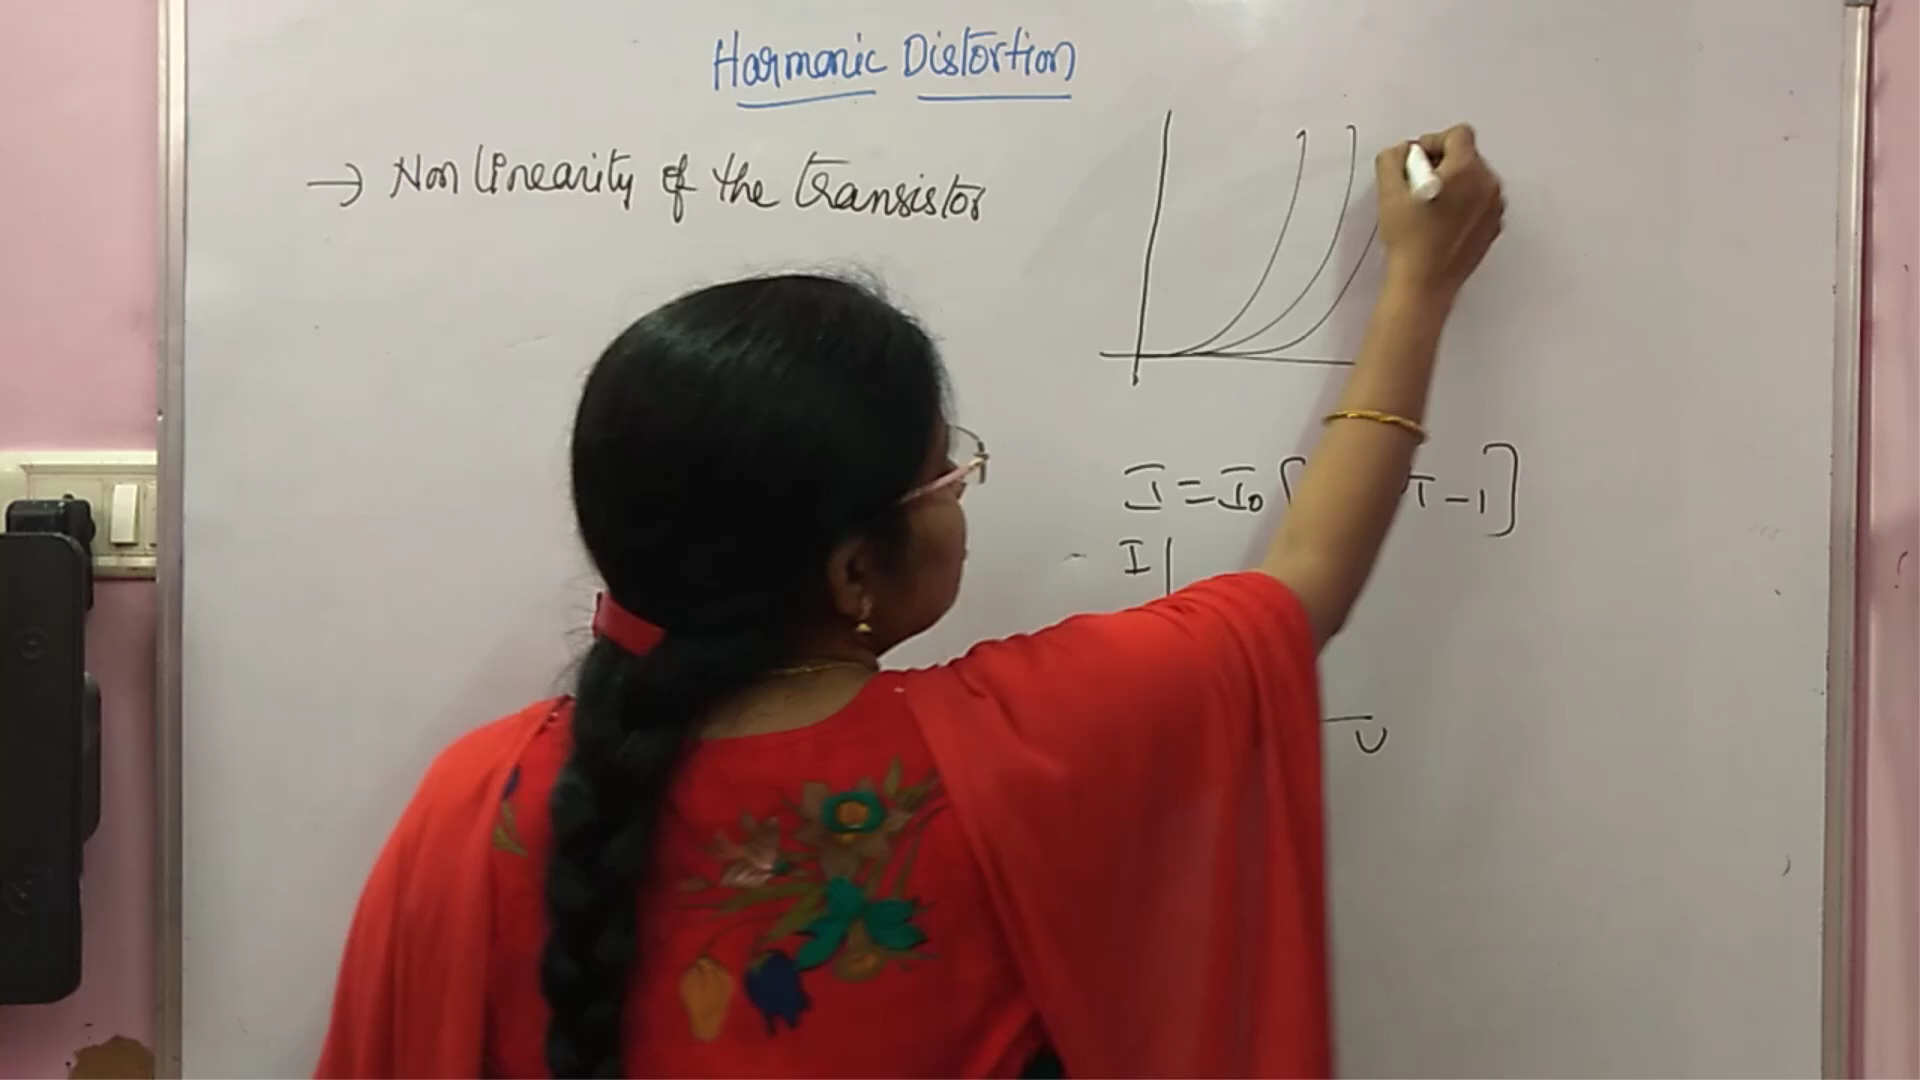 Harmonic Distortion
→ Non linearity of the transistor
I = I₀ [ T - 1 ]
I
V